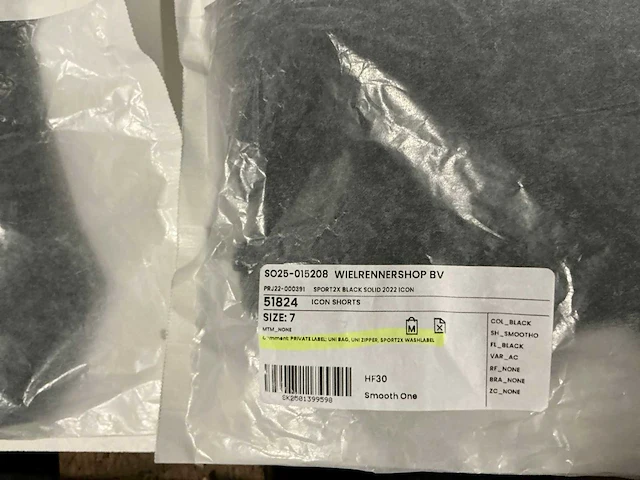 SO25-015208 WIELRENNERSHOP BV
PRJ22-000391 SPORT2X BLACK SOLID 2022 ICON
51824 ICON SHORTS
SIZE: 7
M X
MTM_NONE
Comment: PRIVATE LABEL; UNI BAG, UNI ZIPPER, SPORT2X WASHLABEL
COL_BLACK
SH_SMOOTHO
FL_BLACK
VAR_AC
RF_NONE
BRA_NONE
ZC_NONE
HF30
SK2501399598
Smooth One